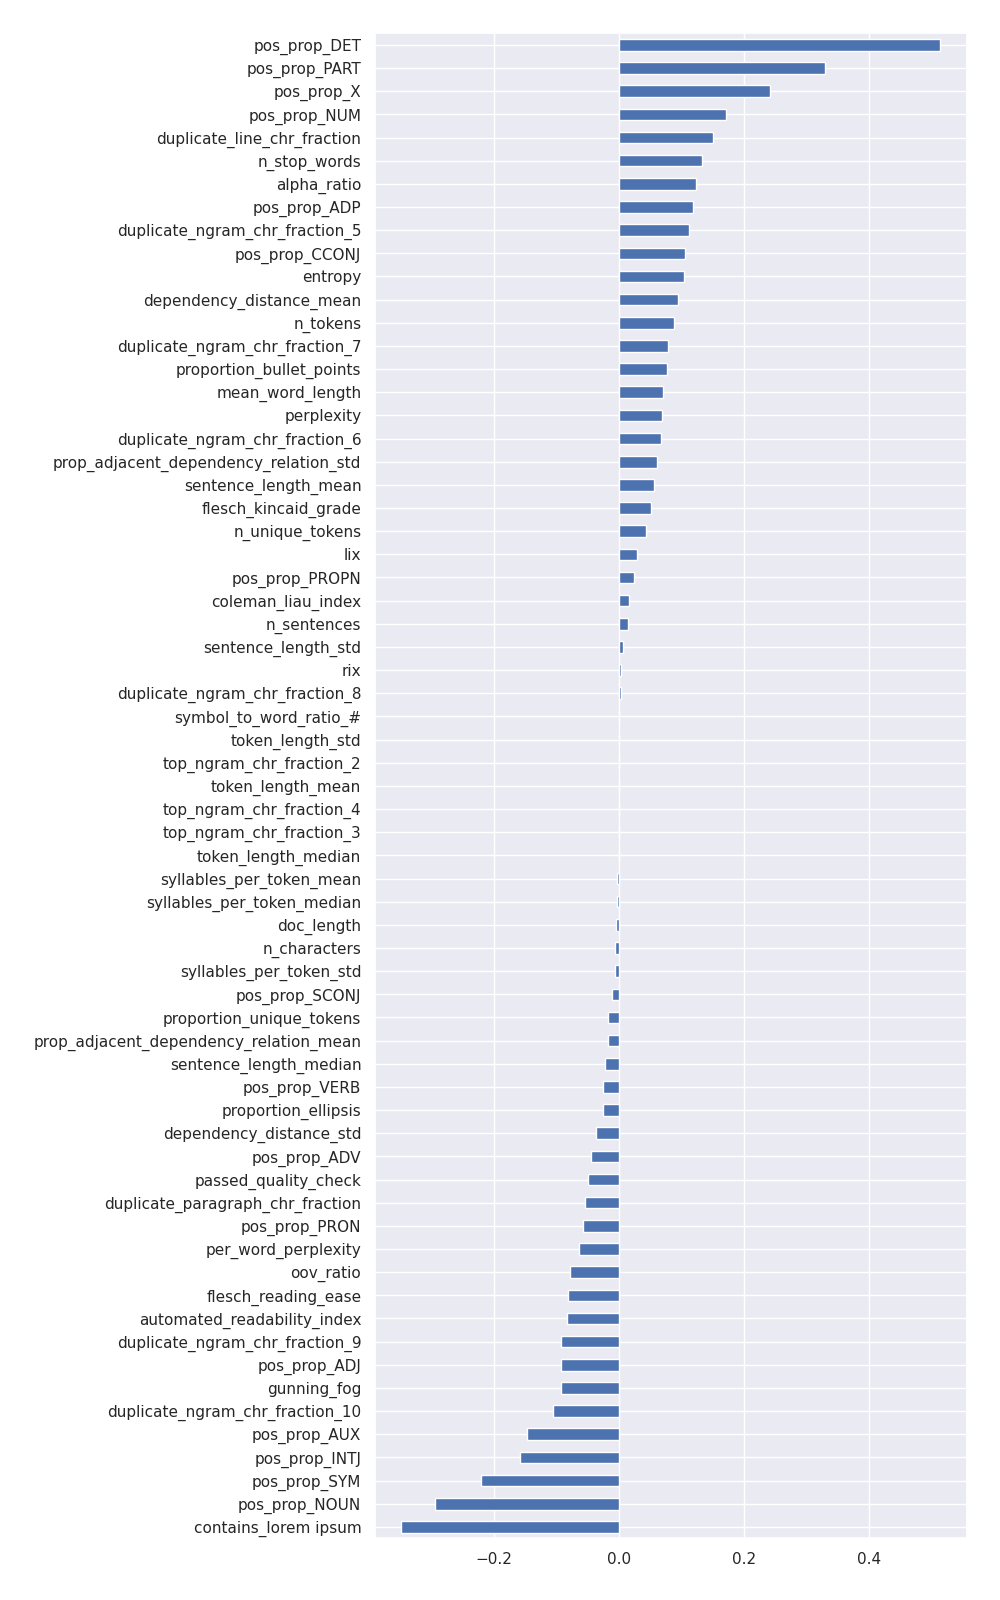 pos_prop_DET
pos_prop_PART
pos_prop_X
pos_prop_NUM
duplicate_line_chr_fraction
n_stop_words
alpha_ratio
pos_prop_ADP
duplicate_ngram_chr_fraction_5
pos_prop_CCONJ
entropy
dependency_distance_mean
n_tokens
duplicate_ngram_chr_fraction_7
proportion_bullet_points
mean_word_length
perplexity
duplicate_ngram_chr_fraction_6
prop_adjacent_dependency_relation_std
sentence_length_mean
flesch_kincaid_grade
n_unique_tokens
lix
pos_prop_PROPN
coleman_liau_index
n_sentences
sentence_length_std
rix
duplicate_ngram_chr_fraction_8
symbol_to_word_ratio_#
token_length_std
top_ngram_chr_fraction_2
token_length_mean
top_ngram_chr_fraction_4
top_ngram_chr_fraction_3
token_length_median
syllables_per_token_mean
syllables_per_token_median
doc_length
n_characters
syllables_per_token_std
pos_prop_SCONJ
proportion_unique_tokens
prop_adjacent_dependency_relation_mean
sentence_length_median
pos_prop_VERB
proportion_ellipsis
dependency_distance_std
pos_prop_ADV
passed_quality_check
duplicate_paragraph_chr_fraction
pos_prop_PRON
per_word_perplexity
oov_ratio
flesch_reading_ease
automated_readability_index
duplicate_ngram_chr_fraction_9
pos_prop_ADJ
gunning_fog
duplicate_ngram_chr_fraction_10
pos_prop_AUX
pos_prop_INTJ
pos_prop_SYM
pos_prop_NOUN
contains_lorem ipsum
−0.2 0.0 0.2 0.4